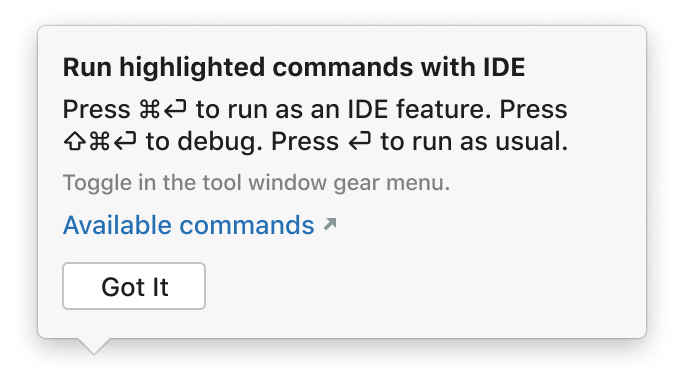 Run highlighted commands with IDE
Press ⌘⏎ to run as an IDE feature. Press
⇧⌘⏎ to debug. Press ⏎ to run as usual.
Toggle in the tool window gear menu.
Available commands ↗
Got It